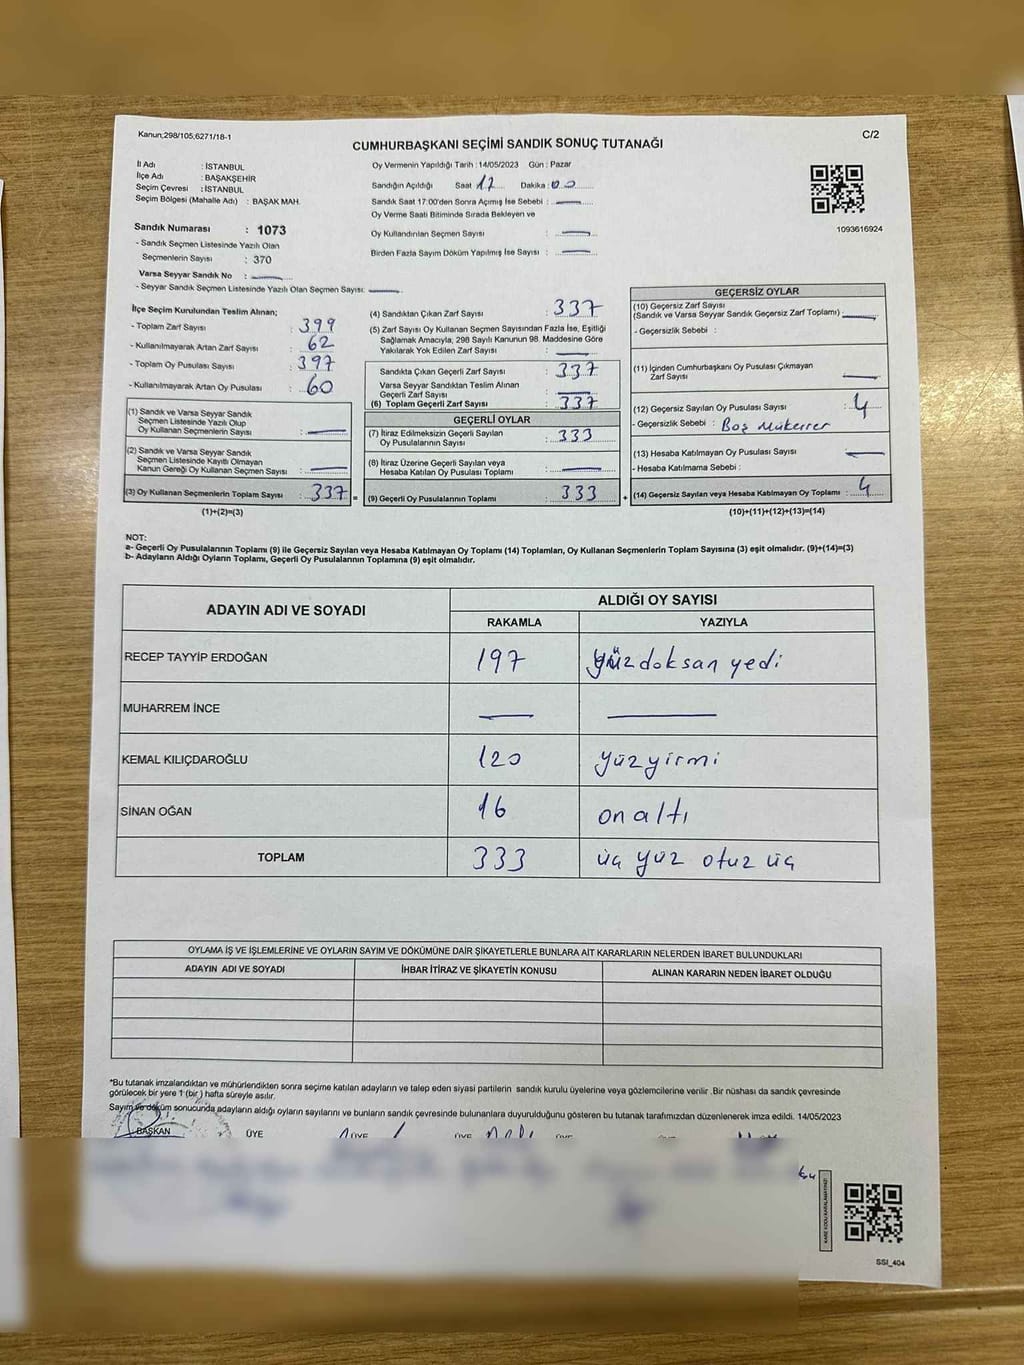 Kanun;298/105,6271/18-1
C/2
CUMHURBAŞKANI SEÇİMİ SANDIK SONUÇ TUTANAĞI
İl Adı : İSTANBUL
İlçe Adı : BAŞAKŞEHİR
Seçim Çevresi : İSTANBUL
Seçim Bölgesi (Mahalle Adı) : BAŞAK MAH.
Sandık Numarası : 1073
- Sandık Seçmen Listesinde Yazılı Olan
Seçmenlerin Sayısı : 370
Varsa Seyyar Sandık No :
- Seyyar Sandık Seçmen Listesinde Yazılı Olan Seçmen Sayısı:
Oy Vermenin Yapıldığı Tarih : 14/05/2023 Gün : Pazar
Sandığın Açıldığı Saat 17 Dakika : 00
Sandık Saat 17:00'den Sonra Açımış İse Sebebi :
Oy Verme Saati Bitiminde Sırada Bekleyen ve
Oy Kullandırılan Seçmen Sayısı :
Birden Fazla Sayım Döküm Yapılmış İse Sayısı :
1093616924
İlçe Seçim Kurulundan Teslim Alınan;
- Toplam Zarf Sayısı : 399
- Kullanılmayarak Artan Zarf Sayısı : 62
- Toplam Oy Pusulası Sayısı : 397
- Kullanılmayarak Artan Oy Pusulası : 60
(1) Sandık ve Varsa Seyyar Sandık
Seçmen Listesinde Yazılı Olup
Oy Kullanan Seçmenlerin Sayısı :
(2) Sandık ve Varsa Seyyar Sandık
Seçmen Listesinde Kayıtlı Olmayan
Kanun Gereği Oy Kullanan Seçmen Sayısı :
(3) Oy Kullanan Seçmenlerin Toplam Sayısı : 337 =
(1)+(2)=(3)
(4) Sandıktan Çıkan Zarf Sayısı : 337
(5) Zarf Sayısı Oy Kullanan Seçmen Sayısından Fazla İse, Eşitliği
Sağlamak Amacıyla, 298 Sayılı Kanunun 98. Maddesine Göre
Yakılarak Yok Edilen Zarf Sayısı :
Sandıkta Çıkan Geçerli Zarf Sayısı : 337
Varsa Seyyar Sandıktan Teslim Alınan
Geçerli Zarf Sayısı :
(6) Toplam Geçerli Zarf Sayısı : 337
GEÇERLİ OYLAR
(7) İtiraz Edilmeksizin Geçerli Sayılan
Oy Pusulalarının Sayısı : 333
(8) İtiraz Üzerine Geçerli Sayılan veya
Hesaba Katılan Oy Pusulası Toplamı :
(9) Geçerli Oy Pusulalarının Toplamı : 333 +
GEÇERSİZ OYLAR
(10) Geçersiz Zarf Sayısı
(Sandık ve Varsa Seyyar Sandık Geçersiz Zarf Toplamı) :
- Geçersizlik Sebebi :
(11) İçinden Cumhurbaşkanı Oy Pusulası Çıkmayan
Zarf Sayısı :
(12) Geçersiz Sayılan Oy Pusulası Sayısı : 4
- Geçersizlik Sebebi : Boş Mükerrer
(13) Hesaba Katılmayan Oy Pusulası Sayısı :
- Hesaba Katılmama Sebebi :
(14) Geçersiz Sayılan veya Hesaba Katılmayan Oy Toplamı : 4
(10)+(11)+(12)+(13)=(14)
NOT:
a- Geçerli Oy Pusulalarının Toplamı (9) ile Geçersiz Sayılan veya Hesaba Katılmayan Oy Toplamı (14) Toplamları, Oy Kullanan Seçmenlerin Toplam Sayısına (3) eşit olmalıdır. (9)+(14)=(3)
b- Adayların Aldığı Oyların Toplamı, Geçerli Oy Pusulalarının Toplamına (9) eşit olmalıdır.
ADAYIN ADI VE SOYADI
ALDIĞI OY SAYISI
RAKAMLA YAZIYLA
RECEP TAYYİP ERDOĞAN 197 yüzdoksan yedi
MUHARREM İNCE
KEMAL KILIÇDAROĞLU 120 yüzyirmi
SİNAN OĞAN 16 on altı
TOPLAM 333 üç yüz otuz üç
OYLAMA İŞ VE İŞLEMLERİNE VE OYLARIN SAYIM VE DÖKÜMÜNE DAİR ŞİKAYETLERLE BUNLARA AİT KARARLARIN NELERDEN İBARET BULUNDUKLARI
ADAYIN ADI VE SOYADI İHBAR İTİRAZ VE ŞİKAYETİN KONUSU ALINAN KARARIN NEDEN İBARET OLDUĞU
*Bu tutanak imzalandıktan ve mühürlendikten sonra seçime katılan adayların ve talep eden siyasi partilerin sandık kurulu üyelerine veya gözlemcilerine verilir .Bir nüshası da sandık çevresinde
görülecek bir yere 1 (bir ) hafta süreyle asılır.
Sayım ve döküm sonucunda adayların aldığı oyların sayılarını ve bunların sandık çevresinde bulunanlara duyurulduğunu gösteren bu tutanak tarafımızdan düzenlenerek imza edildi. 14/05/2023
BAŞKAN ÜYE
SSI_404